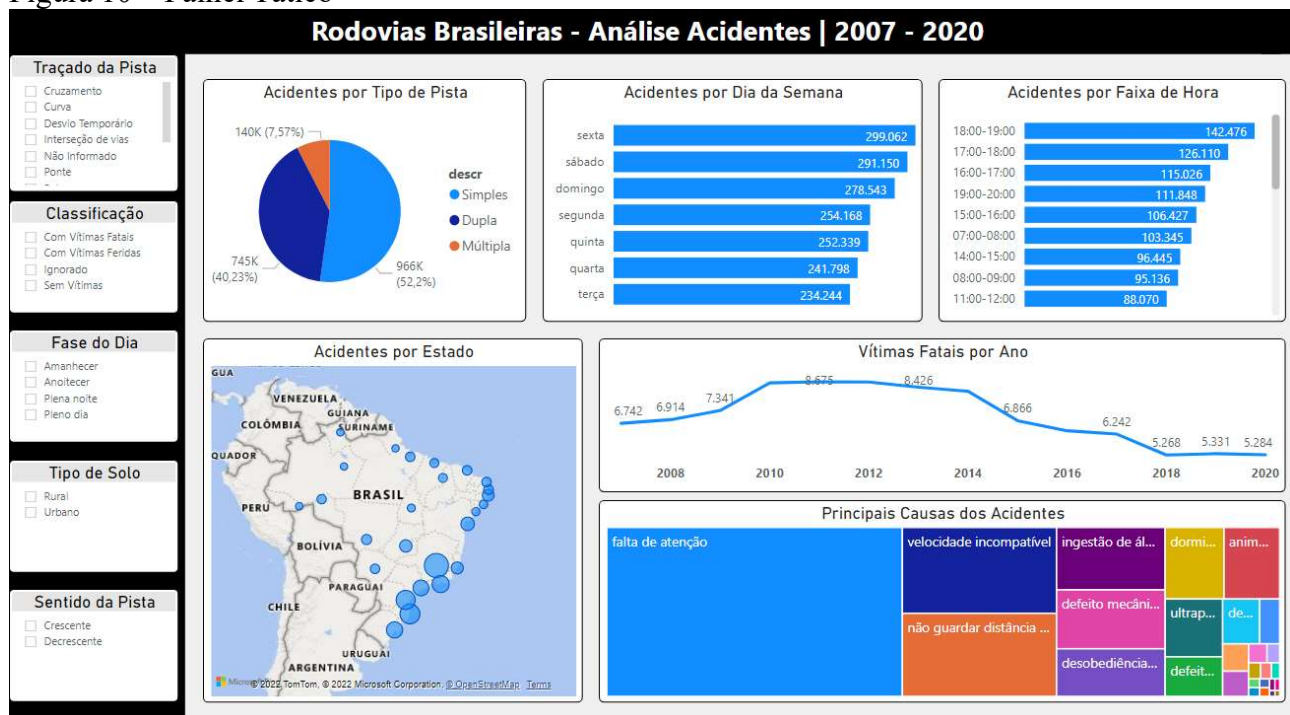 Figura 10 – Painel Tático
Rodovias Brasileiras - Análise Acidentes | 2007 - 2020
Traçado da Pista
Cruzamento
Curva
Desvio Temporário
Interseção de vias
Não Informado
Ponte
Classificação
Com Vítimas Fatais
Com Vítimas Feridas
Ignorado
Sem Vítimas
Fase do Dia
Amanhecer
Anoitecer
Plena noite
Pleno dia
Tipo de Solo
Rural
Urbano
Sentido da Pista
Crescente
Decrescente
Acidentes por Tipo de Pista
140K (7,57%)
745K
(40,23%)
966K
(52,2%)
descr
Simples
Dupla
Múltipla
Acidentes por Dia da Semana
sexta 299.062
sábado 291.150
domingo 278.543
segunda 254.168
quinta 252.339
quarta 241.798
terça 234.244
Acidentes por Faixa de Hora
18:00-19:00 142.476
17:00-18:00 126.110
16:00-17:00 115.026
19:00-20:00 111.848
15:00-16:00 106.427
07:00-08:00 103.345
14:00-15:00 96.445
08:00-09:00 95.136
11:00-12:00 88.070
Acidentes por Estado
GUA
VENEZUELA
GUIANA
COLÔMBIA
SURINAME
QUADOR
BRASIL
PERU
BOLÍVIA
PARAGUAI
CHILE
URUGUAI
ARGENTINA
© 2022 TomTom, © 2022 Microsoft Corporation, © OpenStreetMap Terms
Vítimas Fatais por Ano
6.742 6.914 7.341 8.675 8.426 6.866 6.242 5.268 5.331 5.284
2008 2010 2012 2014 2016 2018 2020
Principais Causas dos Acidentes
falta de atenção
velocidade incompatível
não guardar distância ...
ingestão de ál...
defeito mecâni...
desobediência...
dormi...
anim...
ultrap...
de...
defeit...